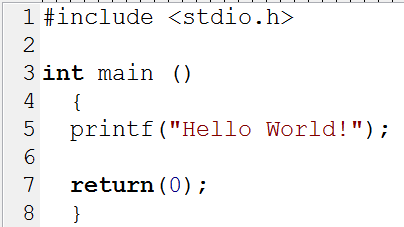 1 #include <stdio.h>
2
3 int main ()
4   {
5   printf("Hello World!");
6
7   return(0);
8   }